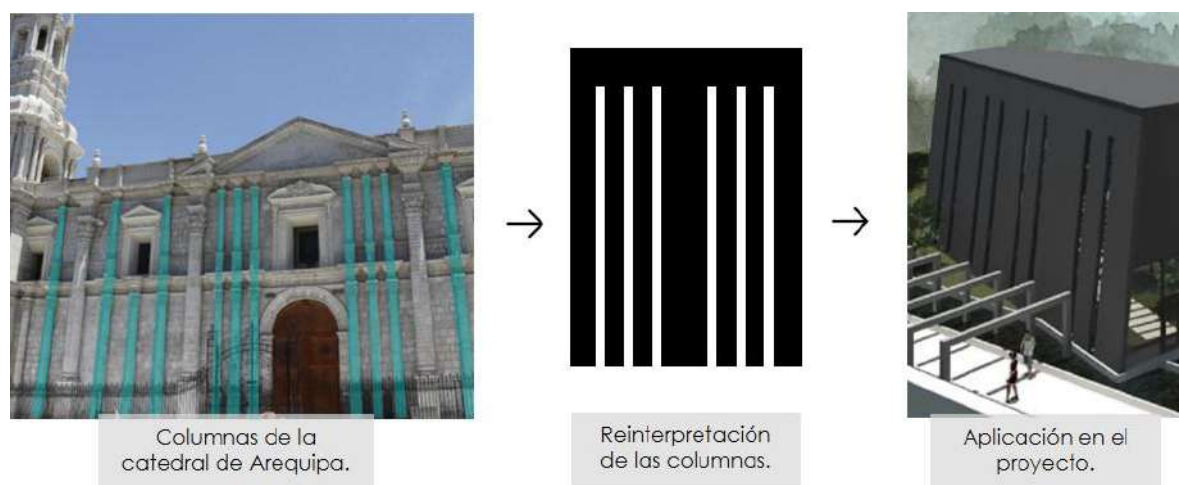 Columnas de la
catedral de Arequipa.
Reinterpretación
de las columnas.
Aplicación en el
proyecto.